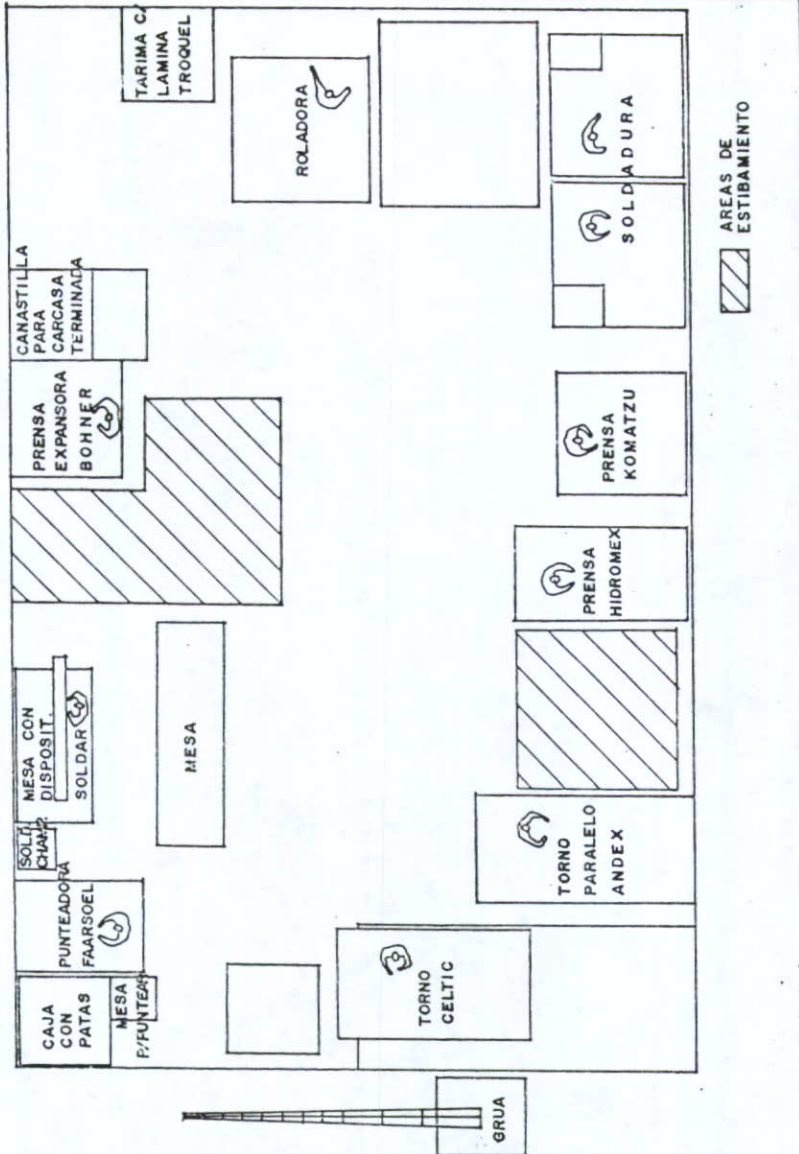 CAJA
CON
PATAS
MESA
P/PUNTEAR
PUNTEADORA
FAARSOEL
SOLD.
MESA CON
DISPOSIT.
SOLDAR
PRENSA
EXPANSORA
BOHNER
CANASTILLA
PARA
CARCASA
TERMINADA
TARIMA C/
LAMINA
TROQUEL
MESA
ROLADORA
GRUA
TORNO
CELTIC
TORNO
PARALELO
ANDEX
PRENSA
HIDROMEX
PRENSA
KOMATZU
SOLDADURA
AREAS DE
ESTIBAMIENTO